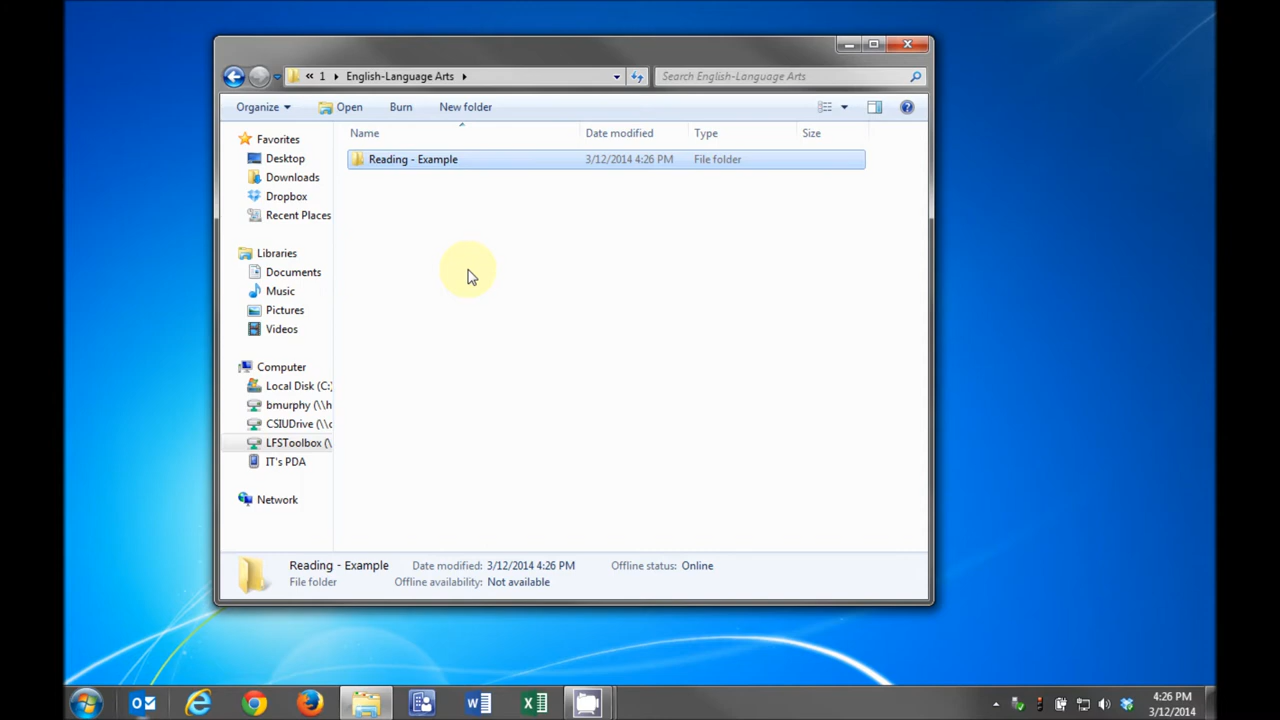 « 1 ▸ English-Language Arts ▸
Search English-Language Arts
Organize Open Burn New folder
Name Date modified Type Size
Reading - Example 3/12/2014 4:26 PM File folder
Favorites
Desktop
Downloads
Dropbox
Recent Places
Libraries
Documents
Music
Pictures
Videos
Computer
Local Disk (C:)
bmurphy (\\h
CSIUDrive (\\c
LFSToolbox (\
IT's PDA
Network
Reading - Example Date modified: 3/12/2014 4:26 PM Offline status: Online
File folder Offline availability: Not available
4:26 PM
3/12/2014